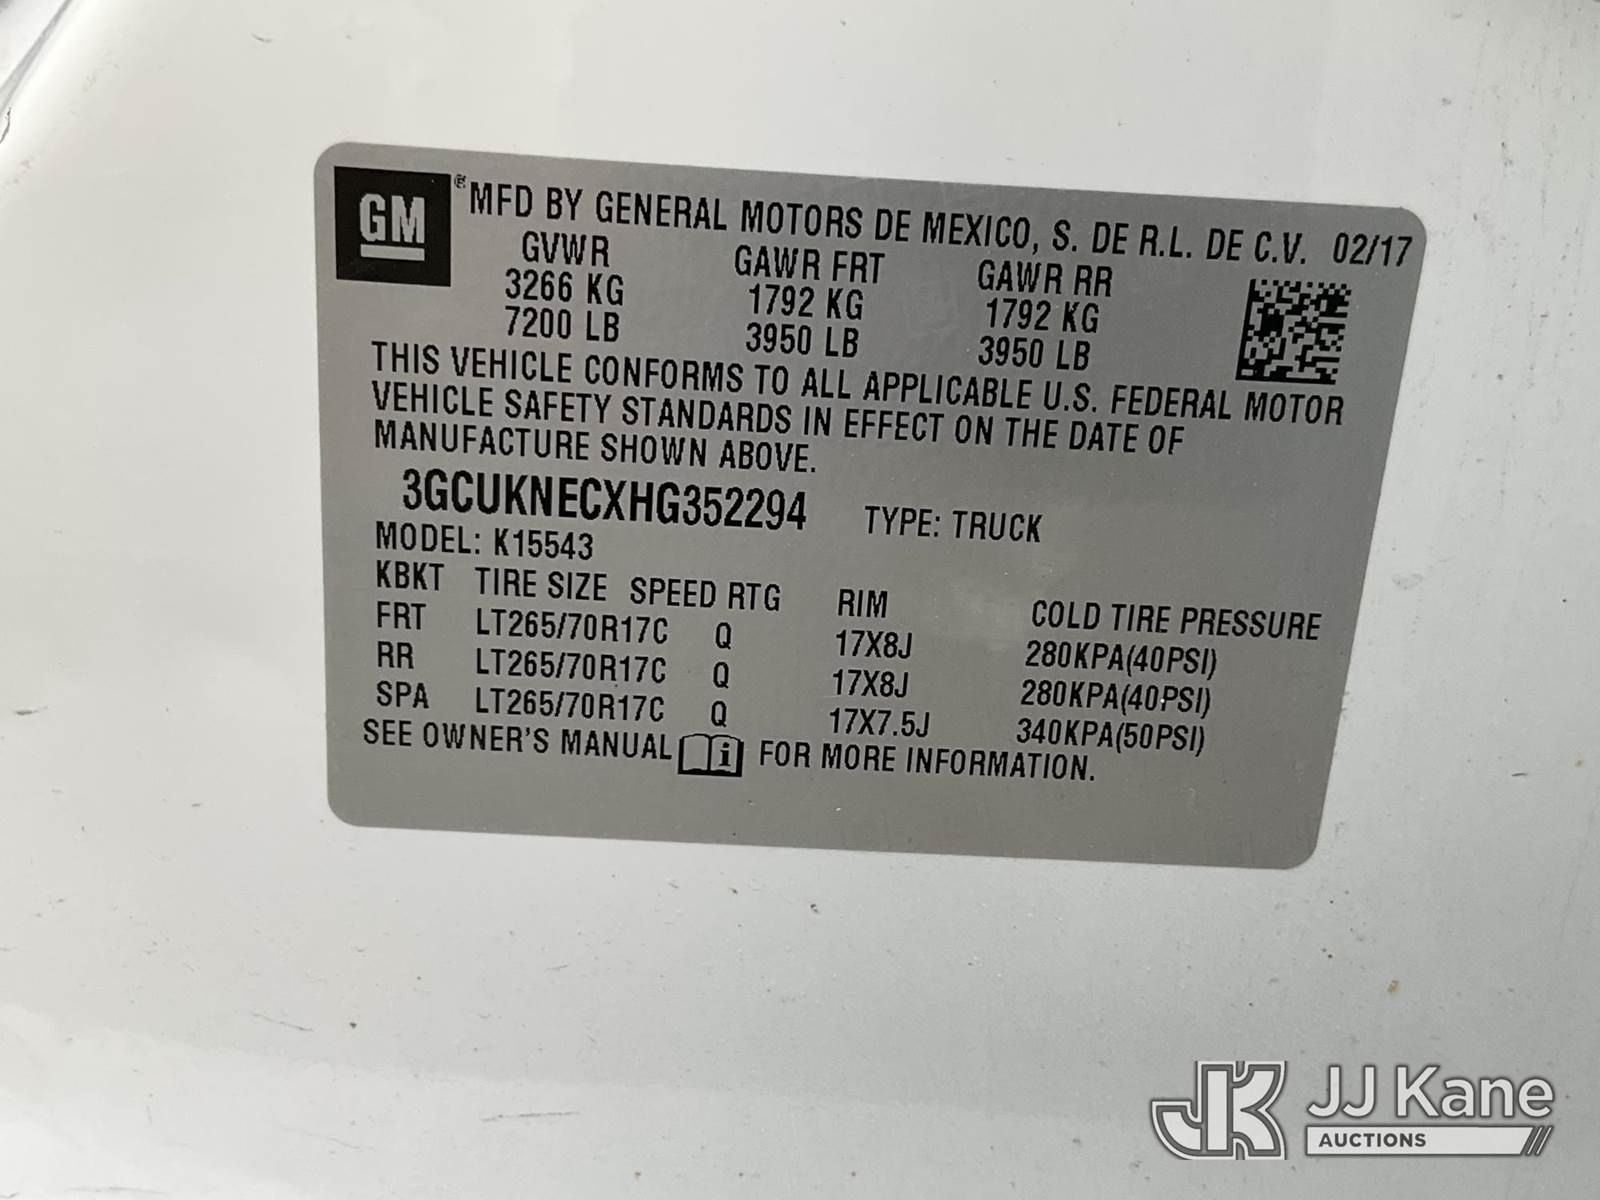 GM ® MFD BY GENERAL MOTORS DE MEXICO, S. DE R.L. DE C.V. 02/17
GVWR GAWR FRT GAWR RR
3266 KG 1792 KG 1792 KG
7200 LB 3950 LB 3950 LB
THIS VEHICLE CONFORMS TO ALL APPLICABLE U.S. FEDERAL MOTOR
VEHICLE SAFETY STANDARDS IN EFFECT ON THE DATE OF
MANUFACTURE SHOWN ABOVE.
3GCUKNECXHG352294 TYPE: TRUCK
MODEL: K15543
KBKT TIRE SIZE SPEED RTG RIM COLD TIRE PRESSURE
FRT LT265/70R17C Q 17X8J 280KPA(40PSI)
RR LT265/70R17C Q 17X8J 280KPA(40PSI)
SPA LT265/70R17C Q 17X7.5J 340KPA(50PSI)
SEE OWNER'S MANUAL i FOR MORE INFORMATION.
JK JJ Kane
AUCTIONS